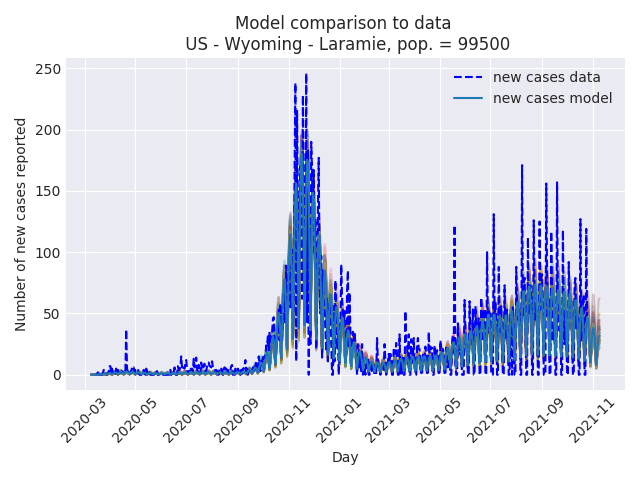 Model comparison to data
US - Wyoming - Laramie, pop. = 99500
new cases data
new cases model
Number of new cases reported
250
200
150
100
50
0
2020-03
2020-05
2020-07
2020-09
2020-11
2021-01
2021-03
2021-05
2021-07
2021-09
2021-11
Day